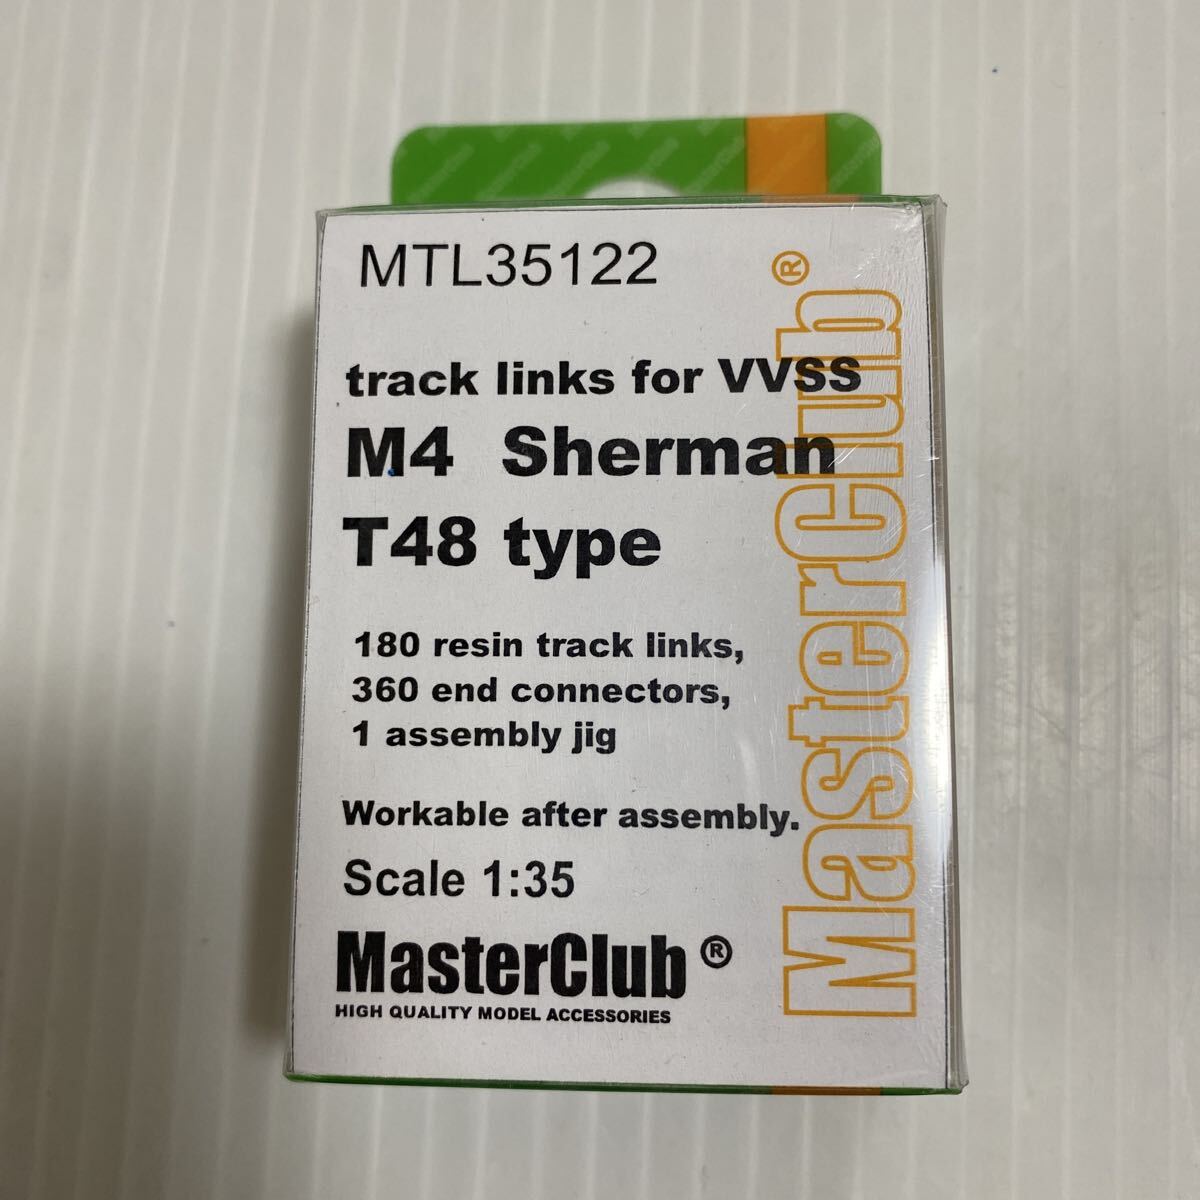 MTL35122
track links for VVSS
M4 Sherman
T48 type
180 resin track links,
360 end connectors,
1 assembly jig
Workable after assembly.
Scale 1:35
MasterClub ®
HIGH QUALITY MODEL ACCESSORIES
MasterClub®